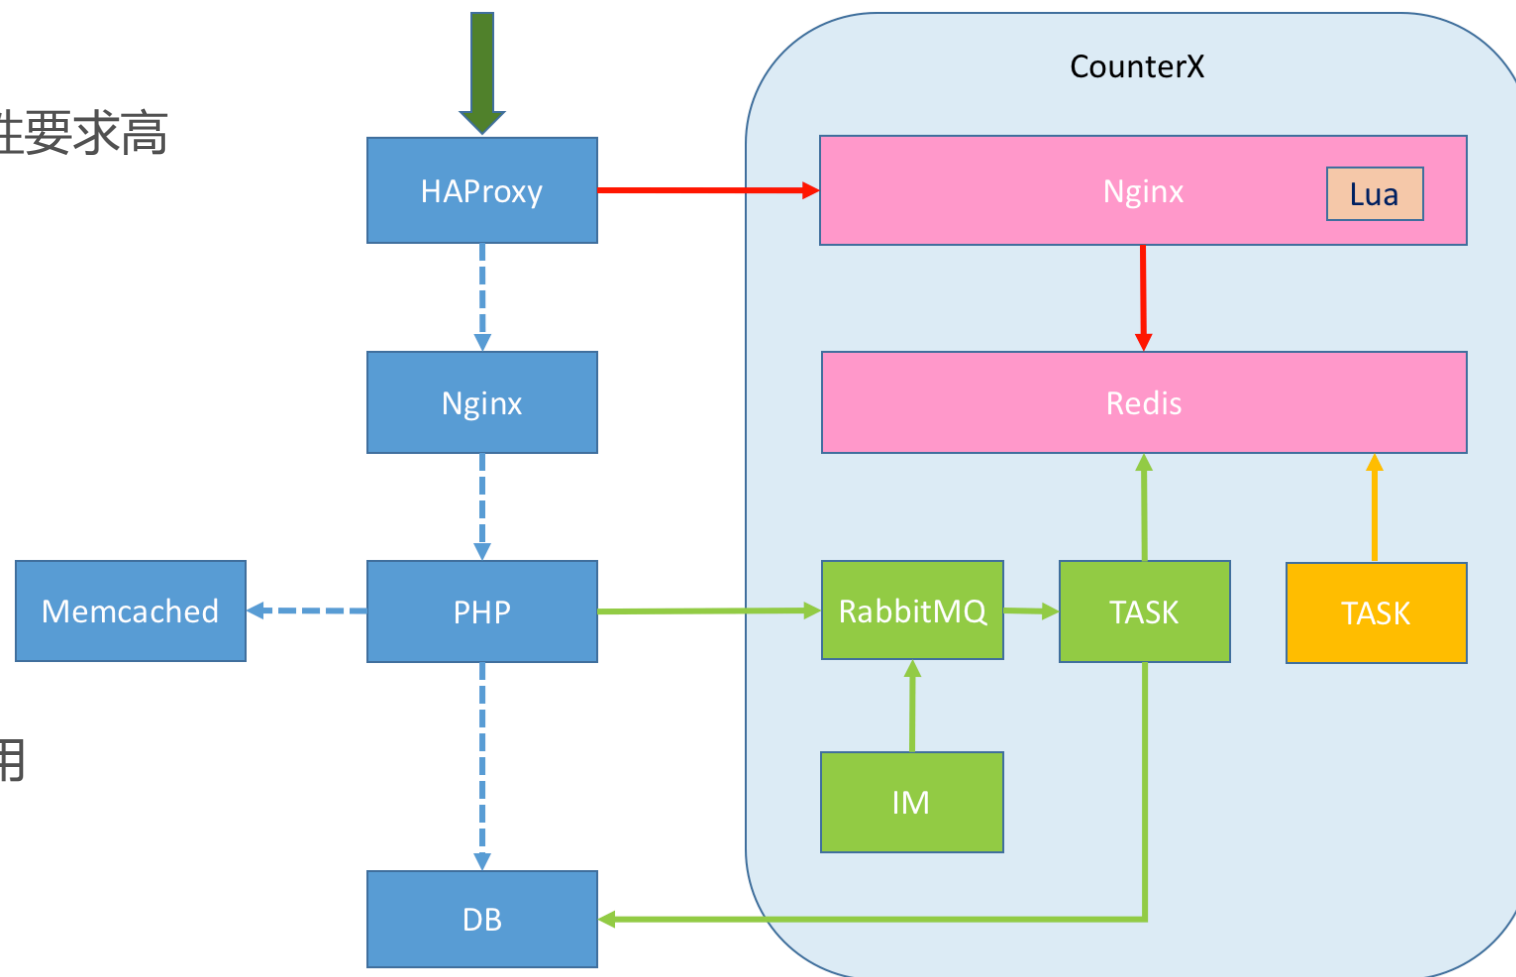 CounterX
性要求高
HAProxy
Nginx
Lua
Nginx
Redis
Memcached
PHP
RabbitMQ
TASK
TASK
用
IM
DB